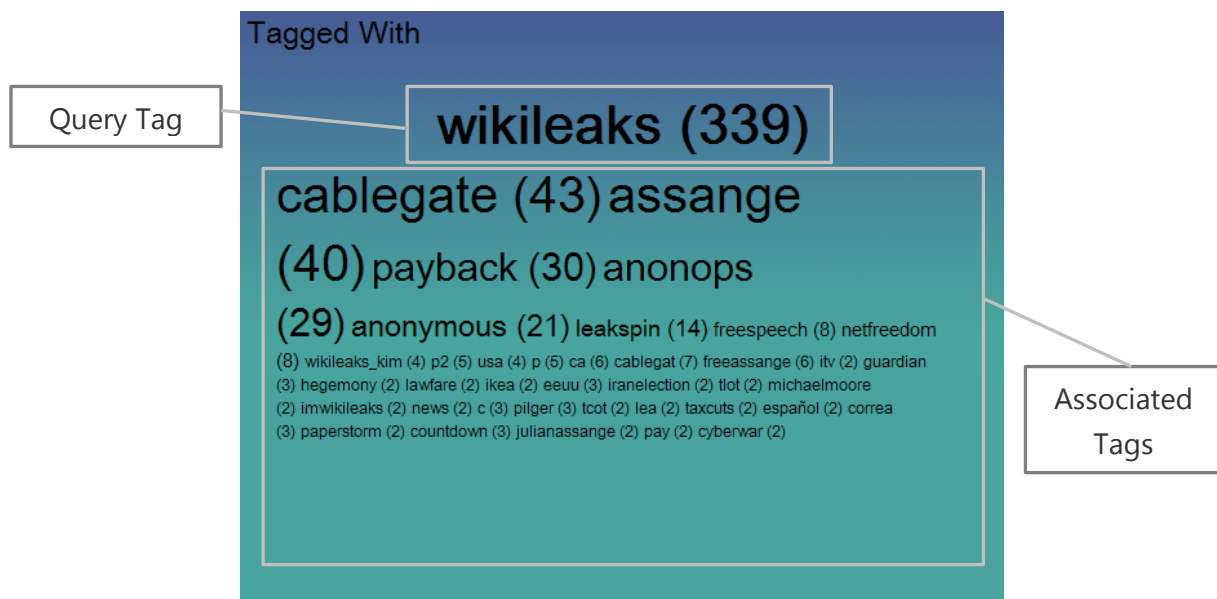 Tagged With
Query Tag
wikileaks (339)
cablegate (43) assange
(40) payback (30) anonops
(29) anonymous (21) leakspin (14) freespeech (8) netfreedom
(8) wikileaks_kim (4) p2 (5) usa (4) p (5) ca (6) cablegat (7) freeassange (6) itv (2) guardian
(3) hegemony (2) lawfare (2) ikea (2) eeuu (3) iranelection (2) tlot (2) michaelmoore
(2) imwikileaks (2) news (2) c (3) pilger (3) tcot (2) lea (2) taxcuts (2) español (2) correa
(3) paperstorm (2) countdown (3) julianassange (2) pay (2) cyberwar (2)
Associated
Tags